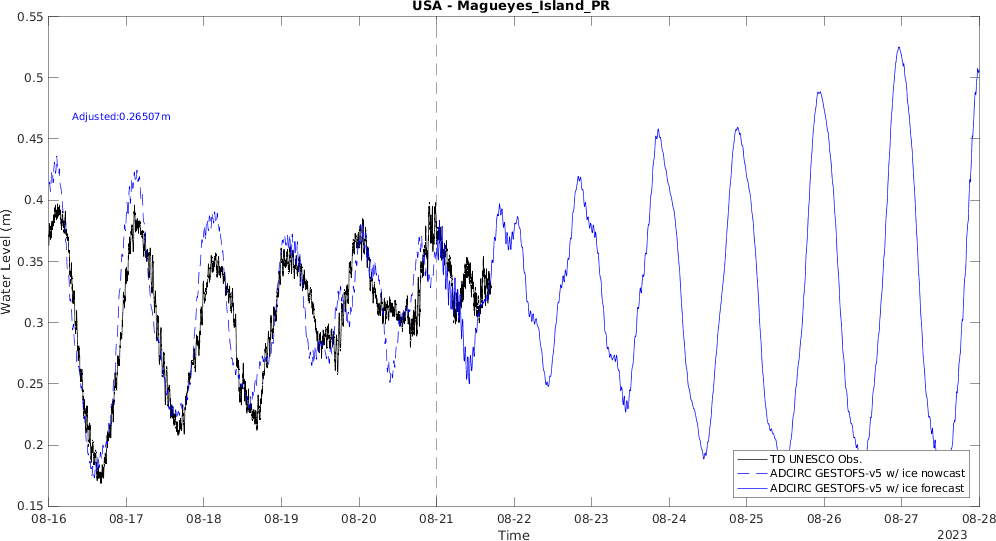 USA - Magueyes_Island_PR
0.55
0.5
0.45
0.4
0.35
0.3
0.25
0.2
0.15
Water Level (m)
Adjusted:0.26507m
TD UNESCO Obs.
ADCIRC GESTOFS-v5 w/ ice nowcast
ADCIRC GESTOFS-v5 w/ ice forecast
08-16 08-17 08-18 08-19 08-20 08-21 08-22 08-23 08-24 08-25 08-26 08-27 08-28
Time
2023